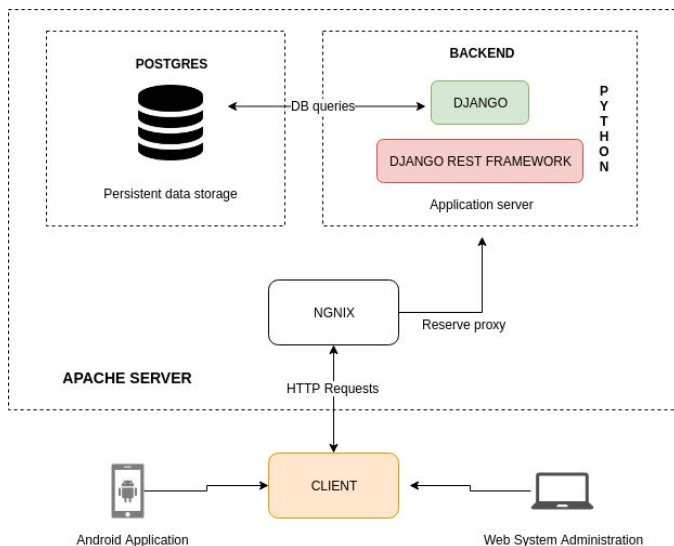 POSTGRES
Persistent data storage
DB queries
BACKEND
DJANGO
DJANGO REST FRAMEWORK
PYTHON
Application server
NGNIX
Reserve proxy
APACHE SERVER
HTTP Requests
CLIENT
Android Application
Web System Administration